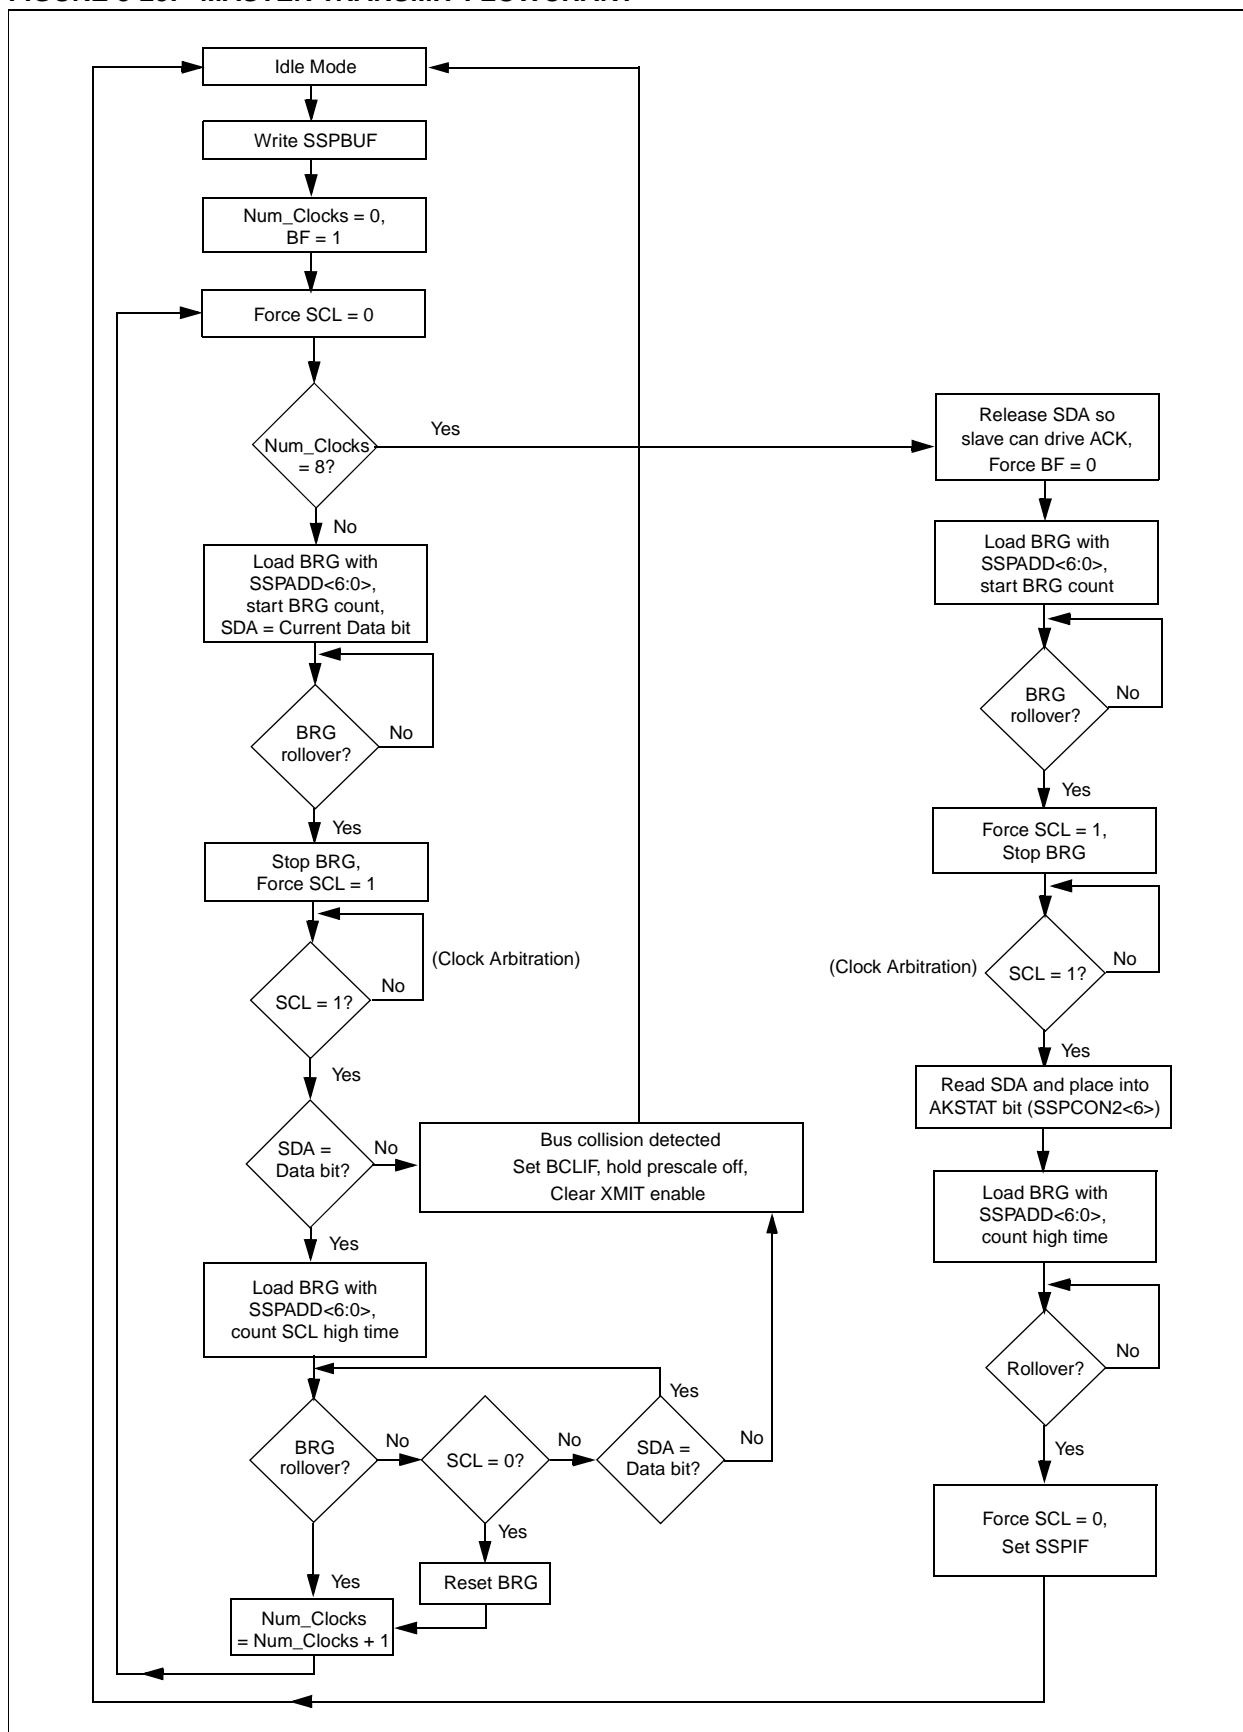 Idle Mode
Write SSPBUF
Num_Clocks = 0,
BF = 1
Force SCL = 0
Num_Clocks
= 8?
Yes
No
Load BRG with
SSPADD<6:0>,
start BRG count,
SDA = Current Data bit
BRG
rollover?
No
Yes
Stop BRG,
Force SCL = 1
(Clock Arbitration)
SCL = 1?
No
Yes
SDA =
Data bit?
No
Bus collision detected
Set BCLIF, hold prescale off,
Clear XMIT enable
Yes
Load BRG with
SSPADD<6:0>,
count SCL high time
BRG
rollover?
No
SCL = 0?
No
SDA =
Data bit?
Yes
No
Yes
Reset BRG
Yes
Num_Clocks
= Num_Clocks + 1
Release SDA so
slave can drive ACK,
Force BF = 0
Load BRG with
SSPADD<6:0>,
start BRG count
BRG
rollover?
No
Yes
Force SCL = 1,
Stop BRG
(Clock Arbitration)
SCL = 1?
No
Yes
Read SDA and place into
AKSTAT bit (SSPCON2<6>)
Load BRG with
SSPADD<6:0>,
count high time
Rollover?
No
Yes
Force SCL = 0,
Set SSPIF